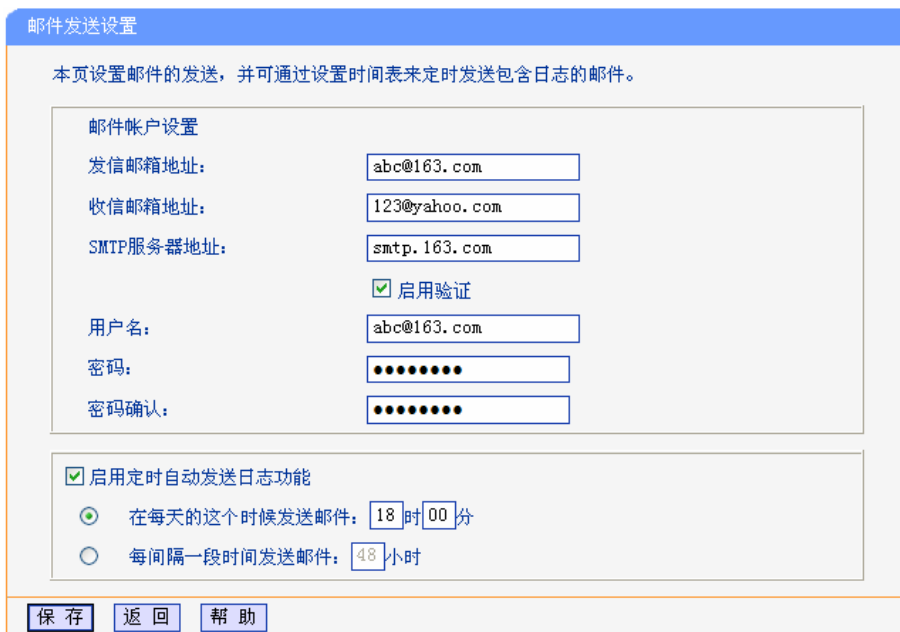 邮件发送设置
本页设置邮件的发送，并可通过设置时间表来定时发送包含日志的邮件。
邮件帐户设置
发信邮箱地址： abc@163.com
收信邮箱地址： 123@yahoo.com
SMTP服务器地址： smtp.163.com
启用验证
用户名： abc@163.com
密码： ●●●●●●●●
密码确认： ●●●●●●●●
启用定时自动发送日志功能
在每天的这个时候发送邮件： 18 时 00 分
每间隔一段时间发送邮件： 48 小时
保 存 返 回 帮 助